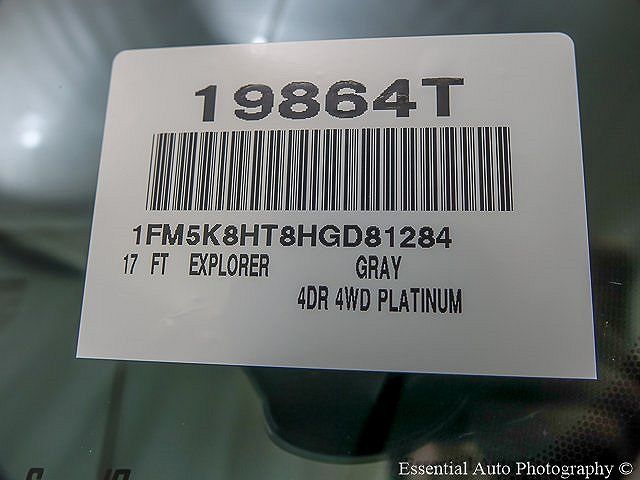 19864T
1FM5K8HT8HGD81284
17 FT EXPLORER GRAY
4DR 4WD PLATINUM
Essential Auto Photography ©